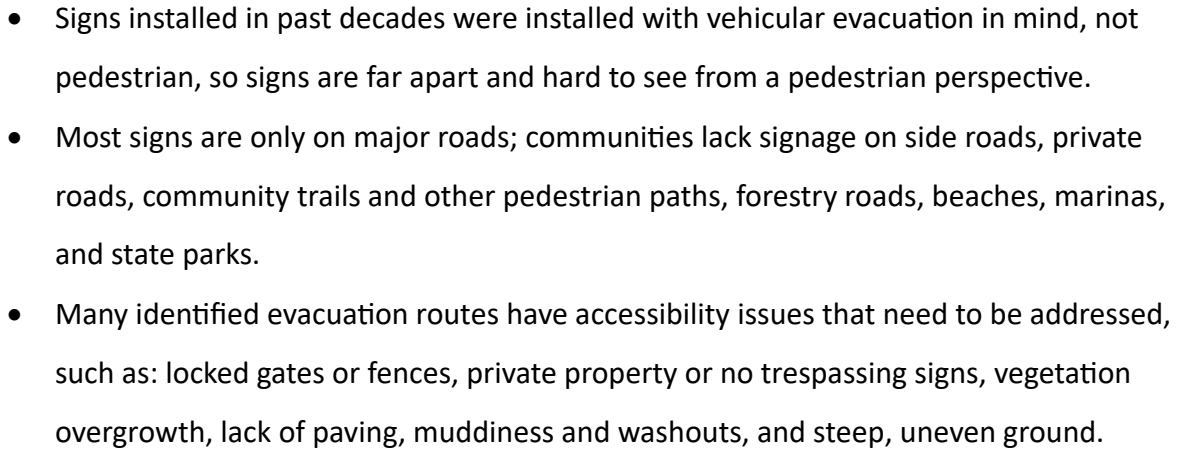 • Signs installed in past decades were installed with vehicular evacuation in mind, not
pedestrian, so signs are far apart and hard to see from a pedestrian perspective.
• Most signs are only on major roads; communities lack signage on side roads, private
roads, community trails and other pedestrian paths, forestry roads, beaches, marinas,
and state parks.
• Many identified evacuation routes have accessibility issues that need to be addressed,
such as: locked gates or fences, private property or no trespassing signs, vegetation
overgrowth, lack of paving, muddiness and washouts, and steep, uneven ground.